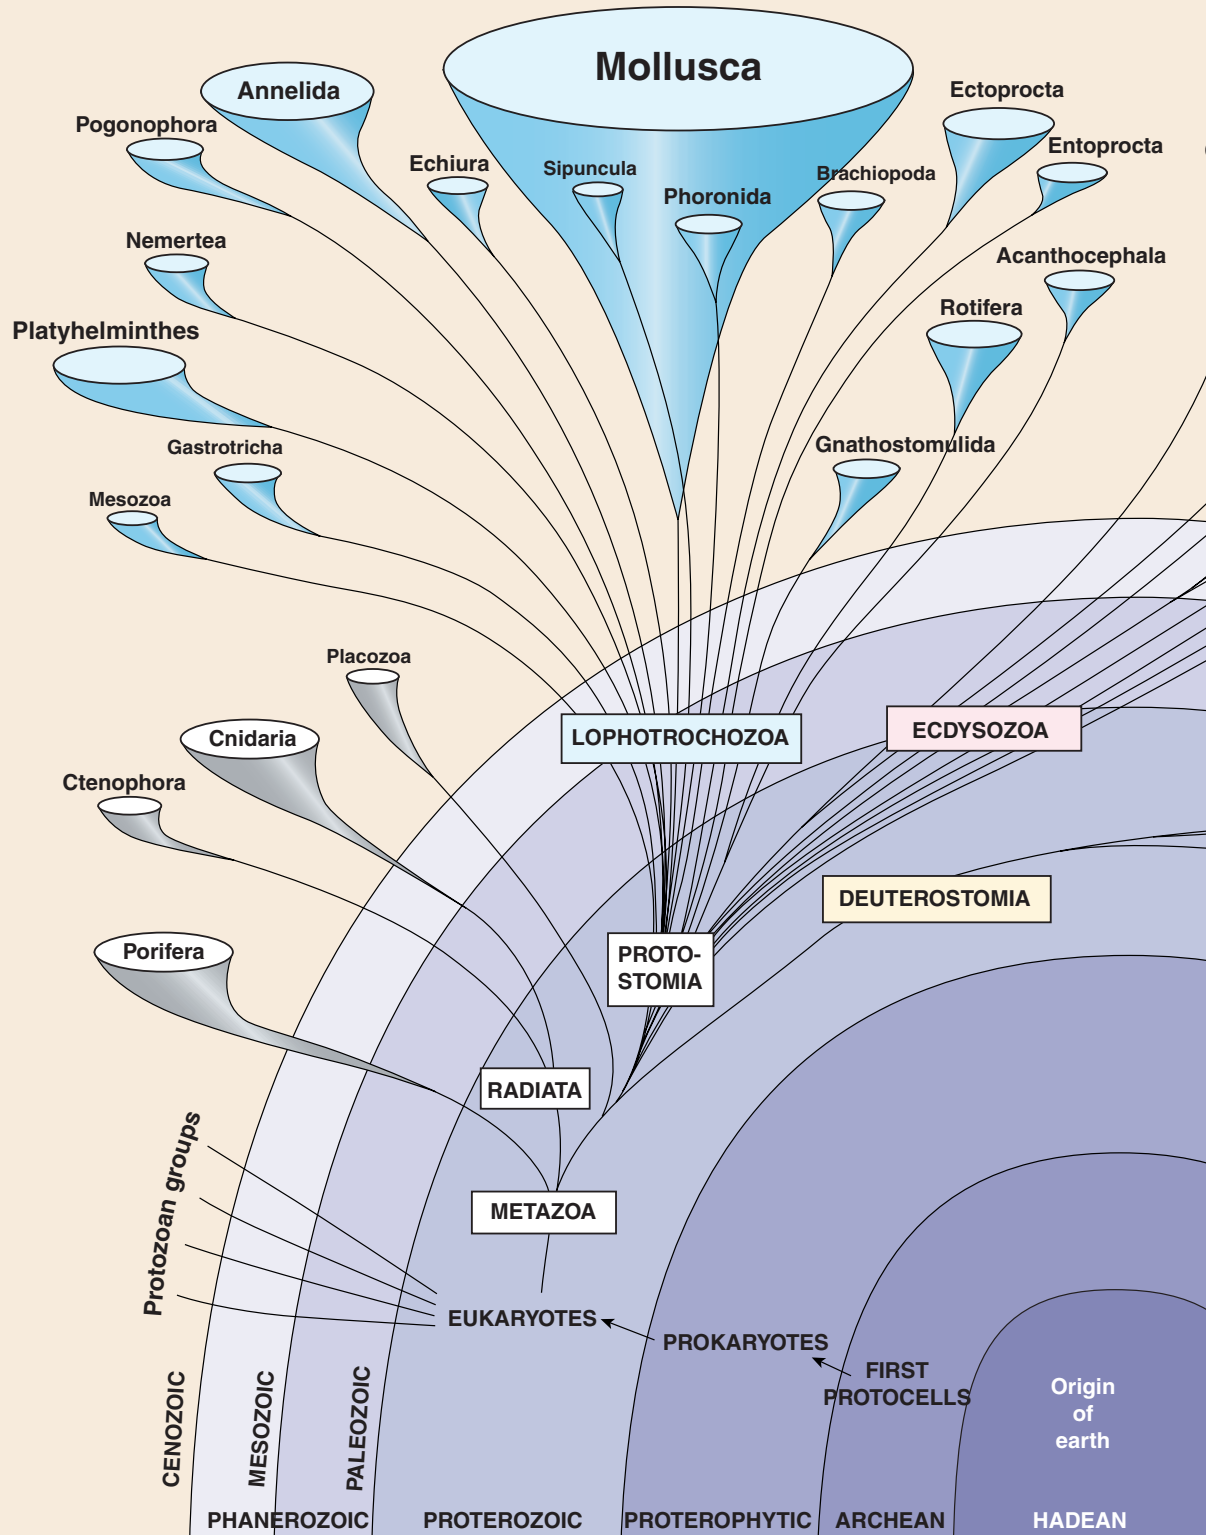 Mollusca
Annelida
Ectoprocta
Pogonophora
Entoprocta
Echiura
Sipuncula
Brachiopoda
Phoronida
Nemertea
Acanthocephala
Rotifera
Platyhelminthes
Gastrotricha
Gnathostomulida
Mesozoa
Placozoa
Cnidaria
LOPHOTROCHOZOA
ECDYSOZOA
Ctenophora
DEUTEROSTOMIA
Porifera
PROTO-
STOMIA
RADIATA
Protozoan groups
METAZOA
EUKARYOTES
PROKARYOTES
FIRST
PROTOCELLS
Origin
of
earth
CENOZOIC
MESOZOIC
PALEOZOIC
PHANEROZOIC
PROTEROZOIC
PROTEROPHYTIC
ARCHEAN
HADEAN